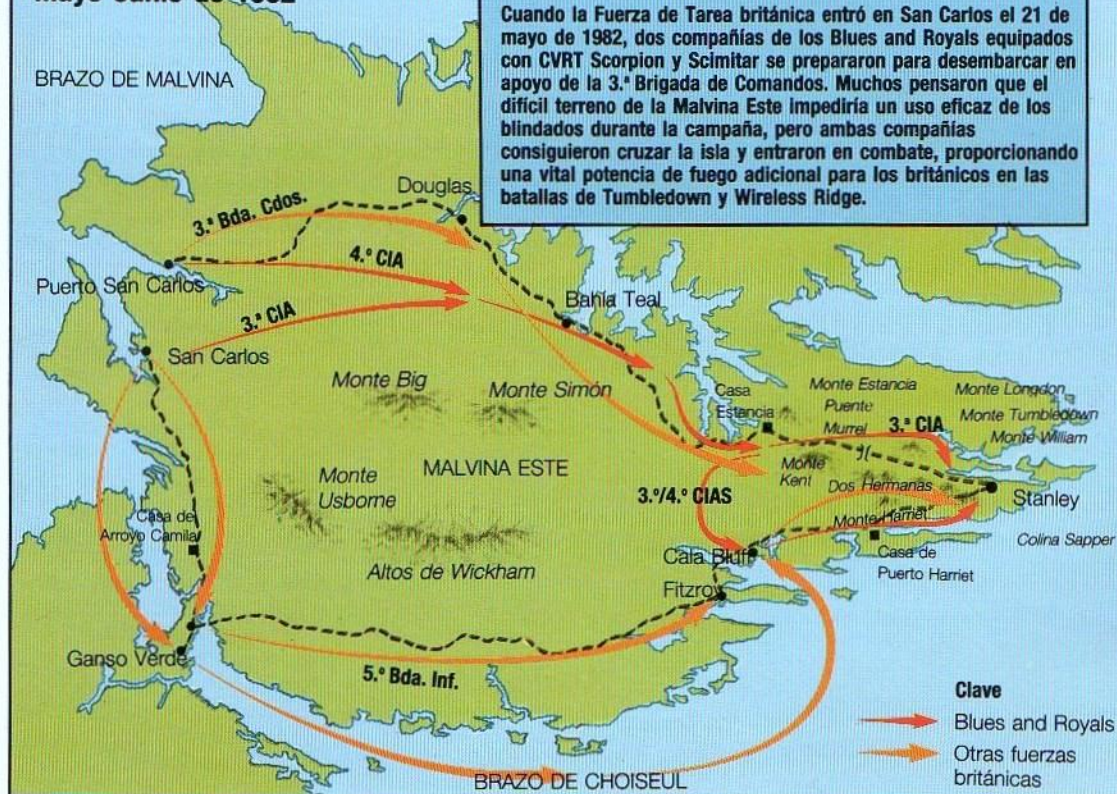 Mayo-Junio de 1982
Cuando la Fuerza de Tarea británica entró en San Carlos el 21 de
mayo de 1982, dos compañías de los Blues and Royals equipados
con CVRT Scorpion y Scimitar se prepararon para desembarcar en
apoyo de la 3.ª Brigada de Comandos. Muchos pensaron que el
difícil terreno de la Malvina Este impediría un uso eficaz de los
blindados durante la campaña, pero ambas compañías
consiguieron cruzar la isla y entraron en combate, proporcionando
una vital potencia de fuego adicional para los británicos en las
batallas de Tumbledown y Wireless Ridge.
BRAZO DE MALVINA
Douglas
3.ª Bda. Cdos.
4.º CIA
Puerto San Carlos
Bahía Teal
3.ª CIA
San Carlos
Monte Big
Monte Simón
Casa
Estancia
Monte Estancia
Puente
Murrel
Monte Longdon
Monte Tumbledown
Monte William
3.ª CIA
Monte
Usborne
MALVINA ESTE
Monte
Kent
Dos Hermanas
3.º/4.º CIAS
Stanley
Monte Harriet
Colina Sapper
Casa de
Arroyo Camila
Altos de Wickham
Cala Bluff
Casa de
Puerto Harriet
Fitzroy
Ganso Verde
5.º Bda. Inf.
BRAZO DE CHOISEUL
Clave
Blues and Royals
Otras fuerzas
británicas